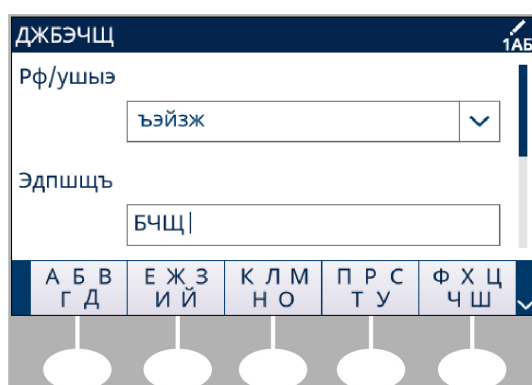 ДЖБЭЧЩ
1АБ
Рф/ушыэ
ъэйзж
Эдпшщъ
БЧЩ
А Б В Е Ж З К Л М П Р С Ф Х Ц
Г Д И Й Н О Т У Ч Ш